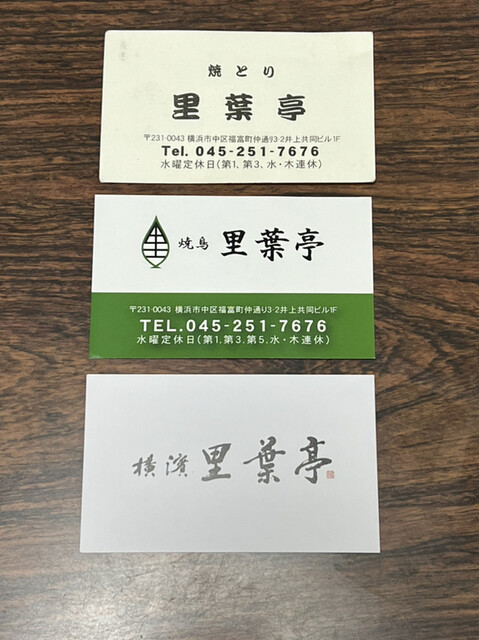 焼とり
里葉亭
〒231-0043 横浜市中区福富町仲通り3-2井上共同ビル1F
Tel. 045-251-7676
水曜定休日(第1、第3、水・木連休)
里 焼鳥 里葉亭
〒231-0043 横浜市中区福富町仲通り3-2井上共同ビル1F
TEL.045-251-7676
水曜定休日(第1.第3.第5.水・木連休)
横濱 里葉亭